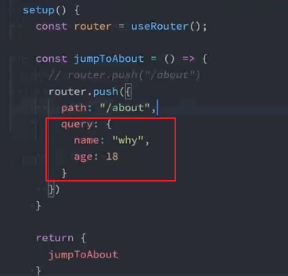 setup() {
const router = useRouter();
const jumpToAbout = () => {
// router.push("/about")
router.push({
path: "/about",
query: {
name: "why",
age: 18
}
})
}
return {
jumpToAbout
}